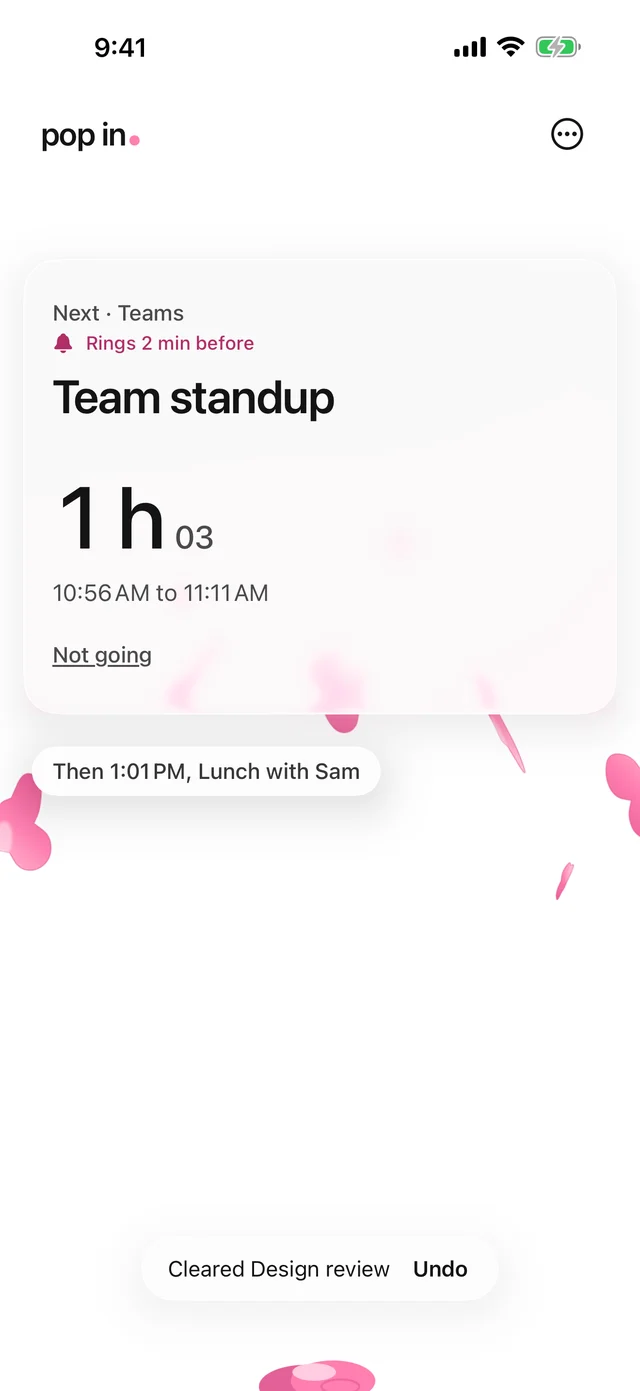 9:41
pop in.
Next · Teams
Rings 2 min before
Team standup
1 h 03
10:56 AM to 11:11 AM
Not going
Then 1:01 PM, Lunch with Sam
Cleared Design review Undo